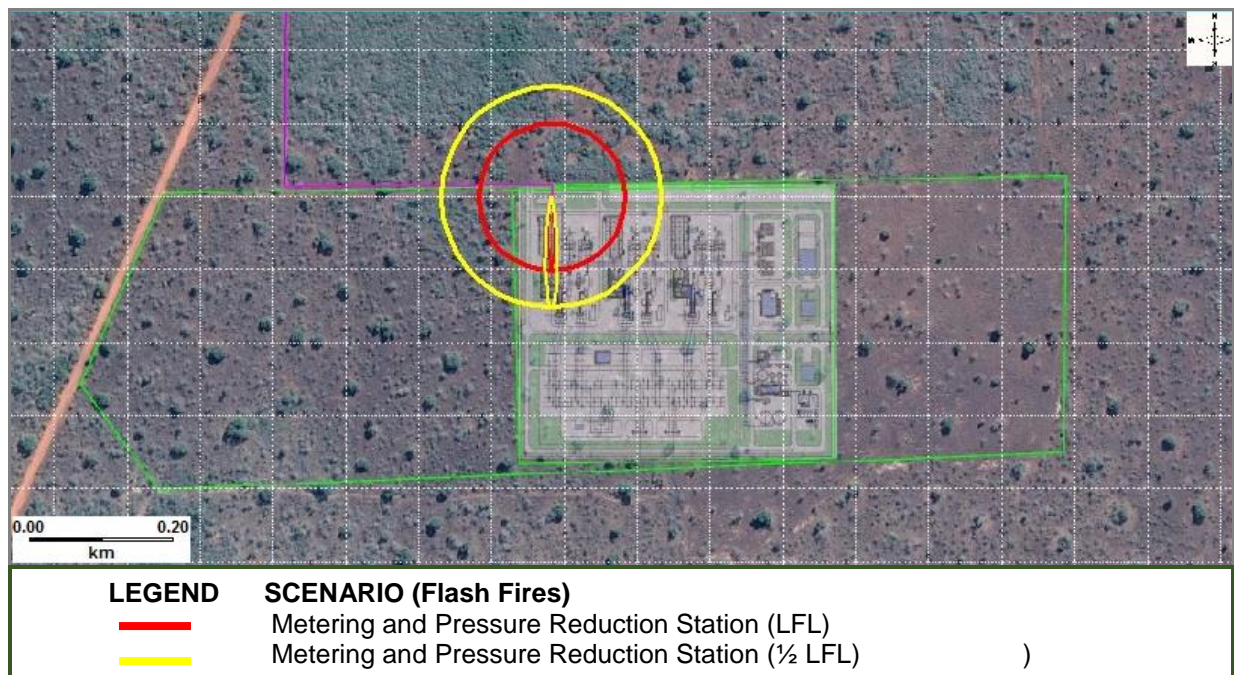 0.00 0.20
km
LEGEND SCENARIO (Flash Fires)
Metering and Pressure Reduction Station (LFL)
Metering and Pressure Reduction Station (½ LFL) )